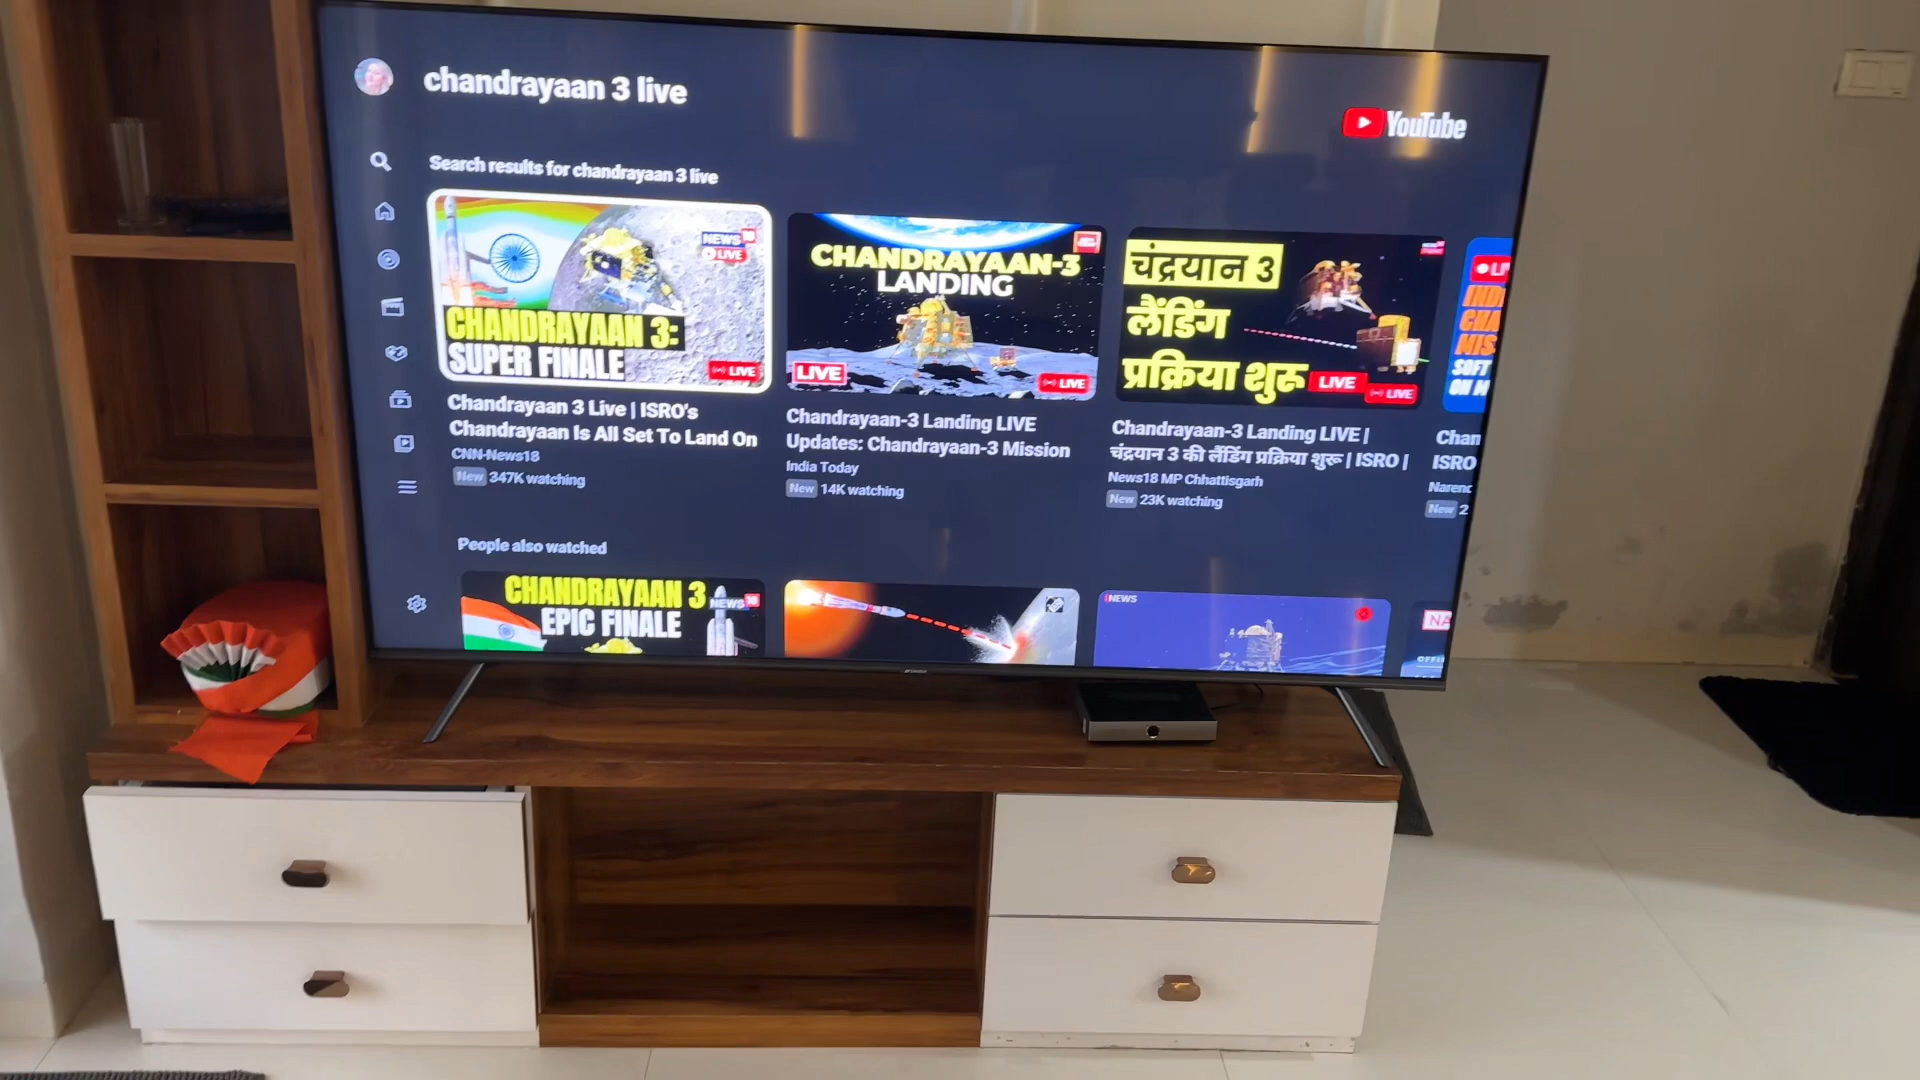 chandrayaan 3 live
YouTube
Search results for chandrayaan 3 live
NEWS 18
LIVE
CHANDRAYAAN 3:
SUPER FINALE
LIVE
Chandrayaan 3 Live | ISRO's
Chandrayaan Is All Set To Land On
CNN-News18
New 347K watching
CHANDRAYAAN-3
LANDING
LIVE
LIVE
Chandrayaan-3 Landing LIVE
Updates: Chandrayaan-3 Mission
India Today
New 14K watching
चंद्रयान 3
लैंडिंग
प्रक्रिया शुरू
LIVE
LIVE
Chandrayaan-3 Landing LIVE |
चंद्रयान 3 की लैंडिंग प्रक्रिया शुरू | ISRO |
News18 MP Chhattisgarh
New 23K watching
SOFT
ISRO
New 2
People also watched
CHANDRAYAAN 3
EPIC FINALE
NEWS 18
NEWS